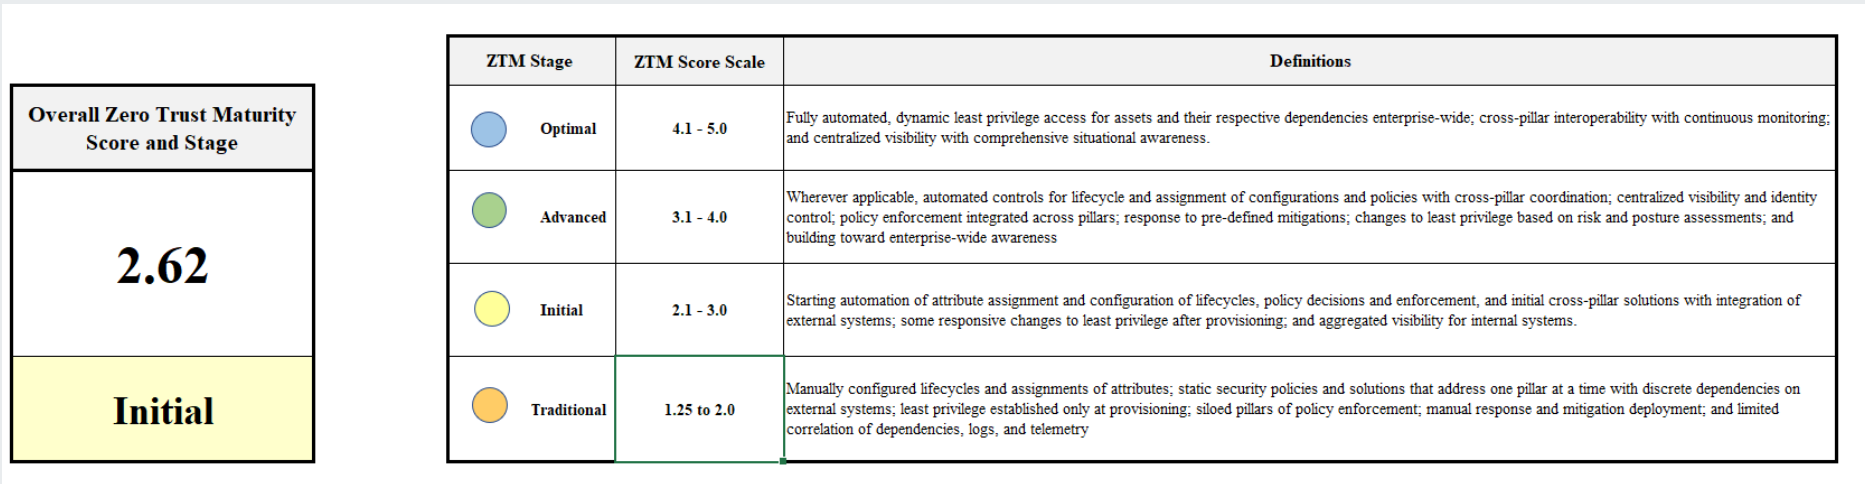 Overall Zero Trust Maturity
Score and Stage
2.62
Initial
ZTM Stage
ZTM Score Scale
Definitions
Optimal
4.1 - 5.0
Fully automated, dynamic least privilege access for assets and their respective dependencies enterprise-wide; cross-pillar interoperability with continuous monitoring;
and centralized visibility with comprehensive situational awareness.
Advanced
3.1 - 4.0
Wherever applicable, automated controls for lifecycle and assignment of configurations and policies with cross-pillar coordination; centralized visibility and identity
control; policy enforcement integrated across pillars; response to pre-defined mitigations; changes to least privilege based on risk and posture assessments; and
building toward enterprise-wide awareness
Initial
2.1 - 3.0
Starting automation of attribute assignment and configuration of lifecycles, policy decisions and enforcement, and initial cross-pillar solutions with integration of
external systems; some responsive changes to least privilege after provisioning; and aggregated visibility for internal systems.
Traditional
1.25 to 2.0
Manually configured lifecycles and assignments of attributes; static security policies and solutions that address one pillar at a time with discrete dependencies on
external systems; least privilege established only at provisioning; siloed pillars of policy enforcement; manual response and mitigation deployment; and limited
correlation of dependencies, logs, and telemetry